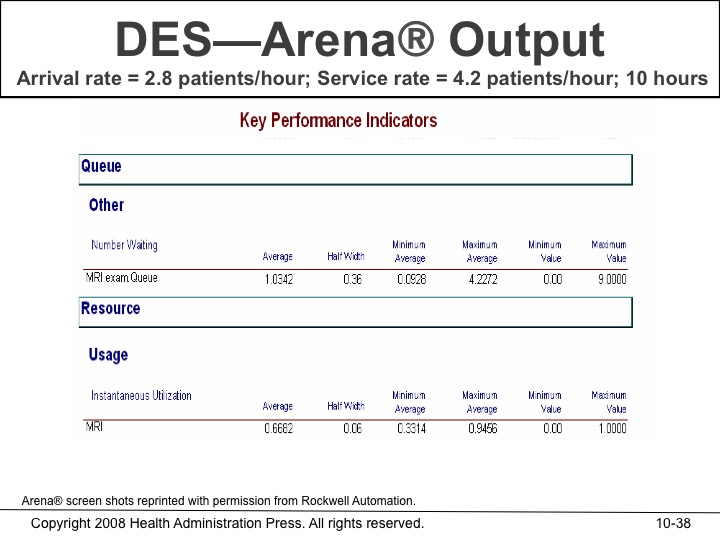 DES—Arena® Output
Arrival rate = 2.8 patients/hour; Service rate = 4.2 patients/hour; 10 hours
Key Performance Indicators
Queue
Other
Number Waiting Average Half Width Minimum Average Maximum Average Minimum Value Maximum Value
MRI exam.Queue 1.0342 0.36 0.0928 4.2272 0.00 9.0000
Resource
Usage
Instantaneous Utilization Average Half Width Minimum Average Maximum Average Minimum Value Maximum Value
MRI 0.6682 0.06 0.3314 0.9456 0.00 1.0000
Arena® screen shots reprinted with permission from Rockwell Automation.
Copyright 2008 Health Administration Press. All rights reserved. 10-38